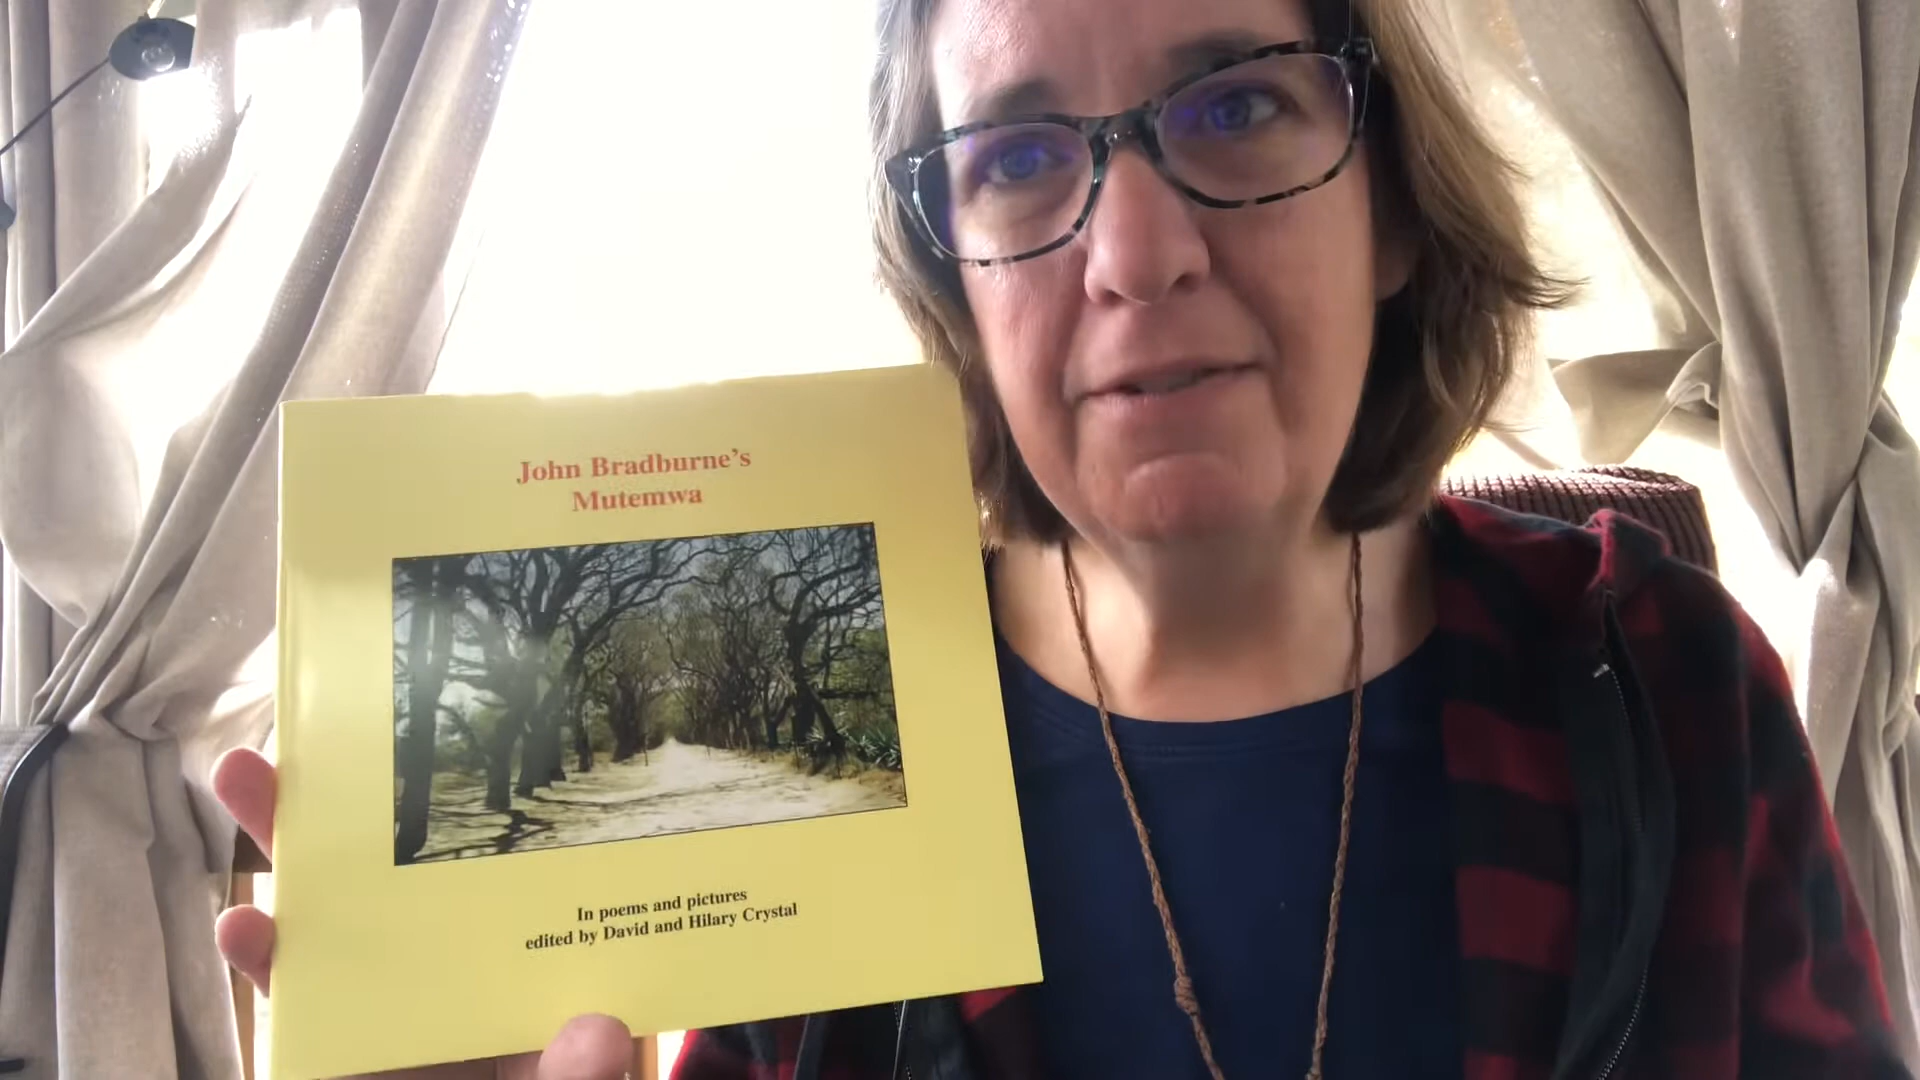 John Bradburne's
Mutemwa
In poems and pictures
edited by David and Hilary Crystal